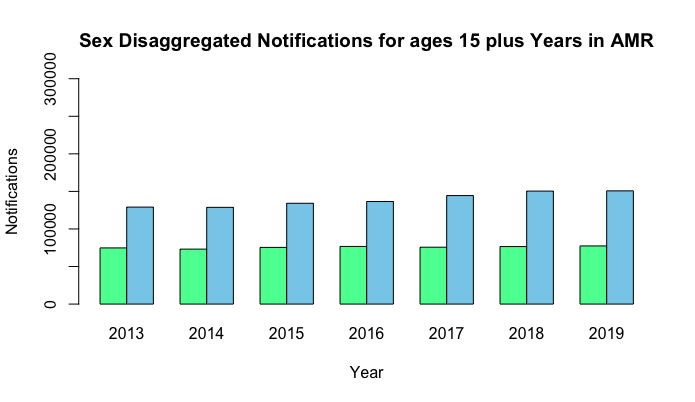 Sex Disaggregated Notifications for ages 15 plus Years in AMR
Notifications
300000
200000
100000
0
2013 2014 2015 2016 2017 2018 2019
Year